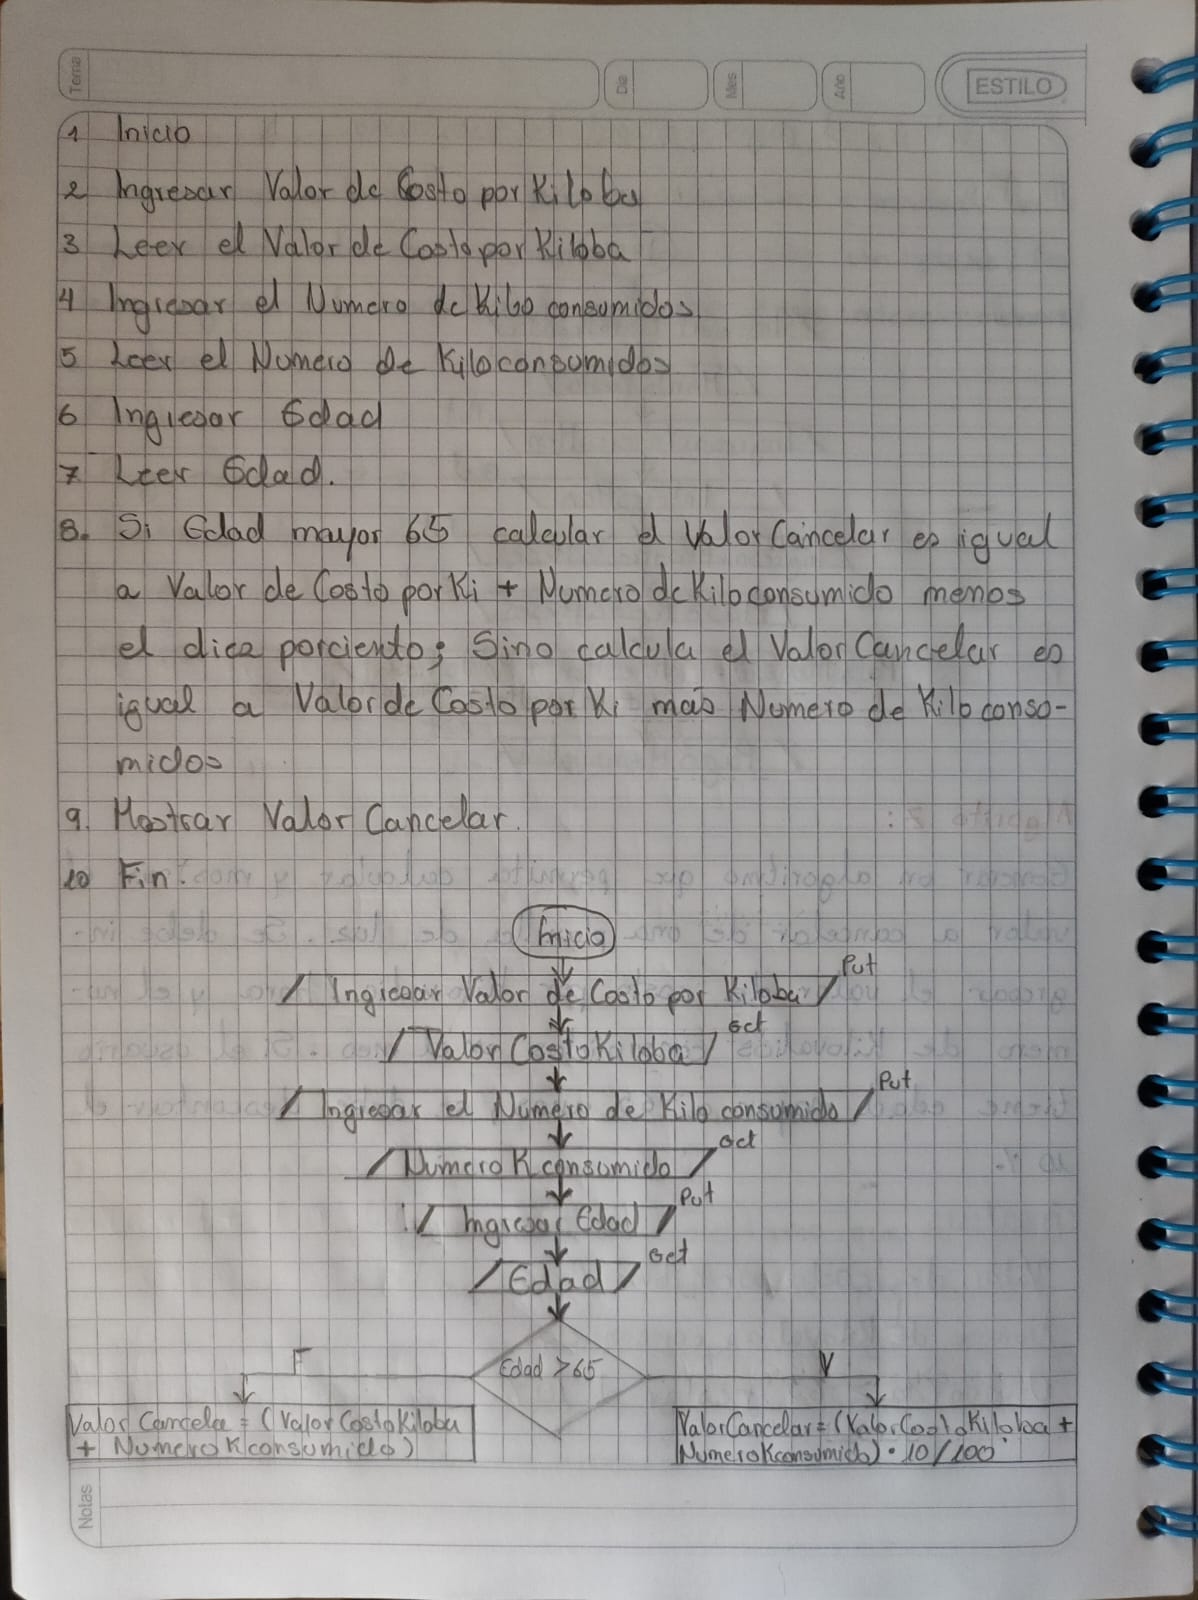 Tema
Dia
Mes
Año
ESTILO
1 Inicio
2 Ingresar Valor de Costo por Kiloba
3 Leer el Valor de Costo por Kiloba
4 Ingresar el Numero de Kilo consumidos
5 Leer el Numero de Kilo consumidos
6 Ingresar Edad
7 Leer Edad.
8. Si Edad mayor 65 calcular el Valor Cancelar es igual
a Valor de Costo por Ki + Numero de Kilo consumido menos
el diez porciento; Sino calcula el Valor Cancelar es
igual a Valor de Costo por Ki mas Numero de Kilo conso-
midos
9. Mostrar Valor Cancelar.
10 Fin.
Inicio
Ingresar Valor de Costo por Kiloba Put
Valor Costo Kiloba Get
Ingresar el Numero de Kilo consumido Put
Numero K consumido Get
Ingresar Edad Put
Edad Get
F Edad > 65 V
Valor Cancela = (Valor Costo Kiloba
+ Numero K consumido)
Valor Cancelar = (Valor Costo Kiloba +
Numero K consumido) * 10/100
Notas